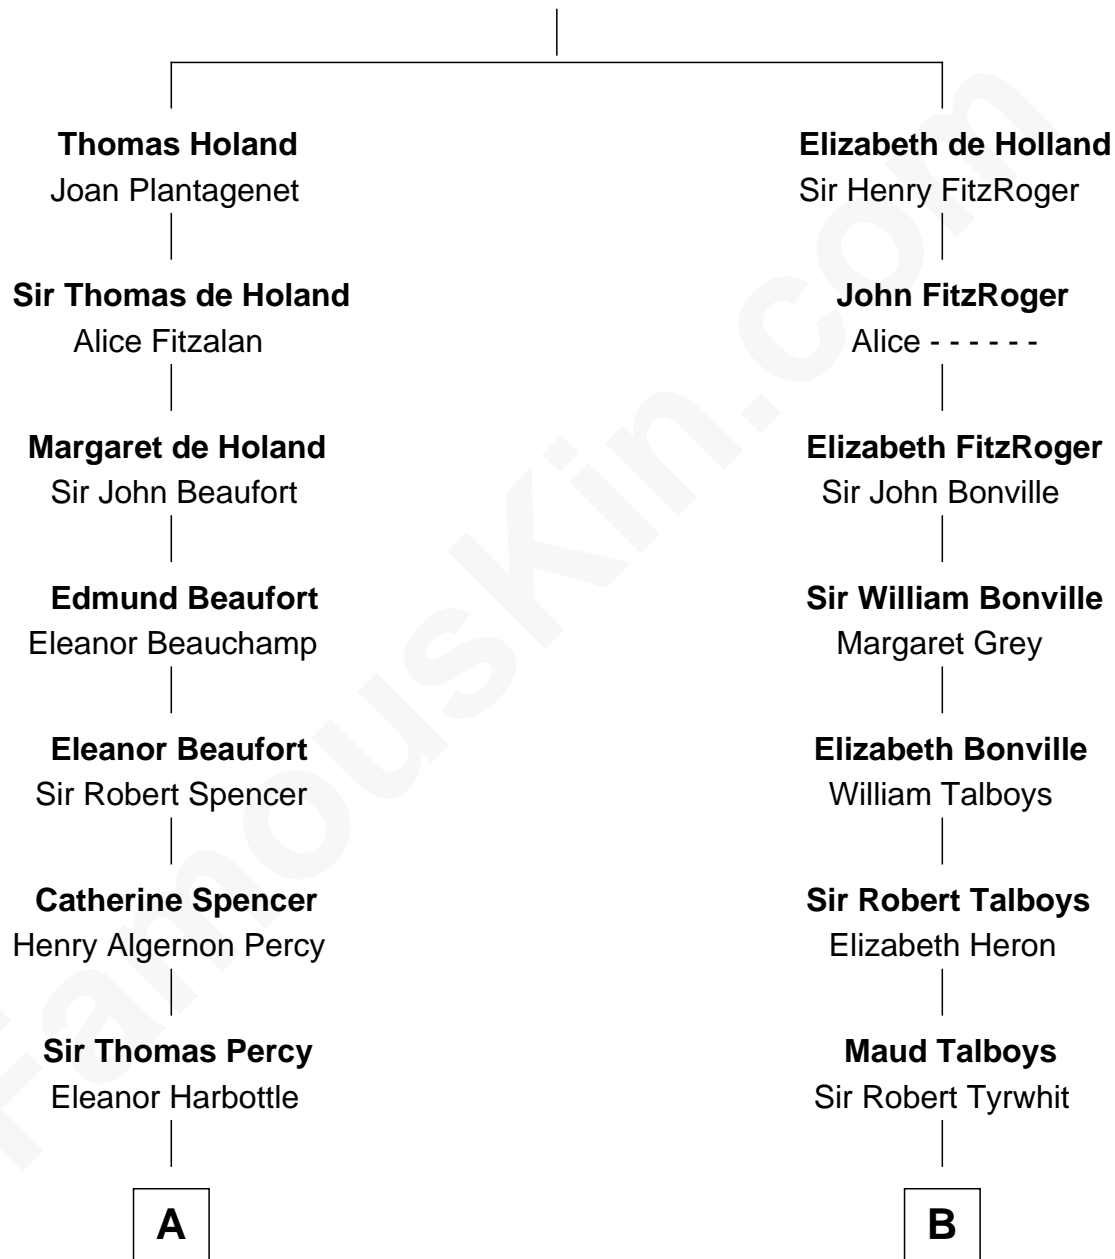 Thomas Holand
Joan Plantagenet
Sir Thomas de Holand
Alice Fitzalan
Margaret de Holand
Sir John Beaufort
Edmund Beaufort
Eleanor Beauchamp
Eleanor Beaufort
Sir Robert Spencer
Catherine Spencer
Henry Algernon Percy
Sir Thomas Percy
Eleanor Harbottle
A
Elizabeth de Holland
Sir Henry FitzRoger
John FitzRoger
Alice - - - - - -
Elizabeth FitzRoger
Sir John Bonville
Sir William Bonville
Margaret Grey
Elizabeth Bonville
William Talboys
Sir Robert Talboys
Elizabeth Heron
Maud Talboys
Sir Robert Tyrwhit
B
FamousKin.com